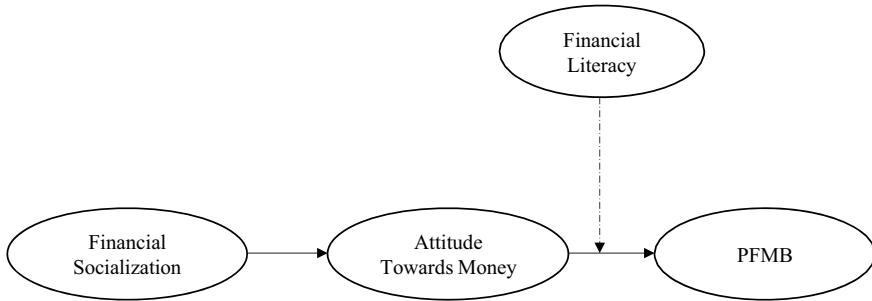 Financial
Literacy
Financial
Socialization
Attitude
Towards Money
PFMB